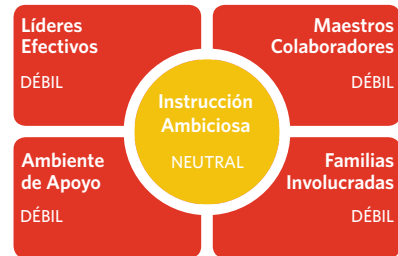 Líderes
Efectivos
DÉBIL
Maestros
Colaboradores
DÉBIL
Instrucción
Ambiciosa
NEUTRAL
Ambiente
de Apoyo
DÉBIL
Familias
Involucradas
DÉBIL